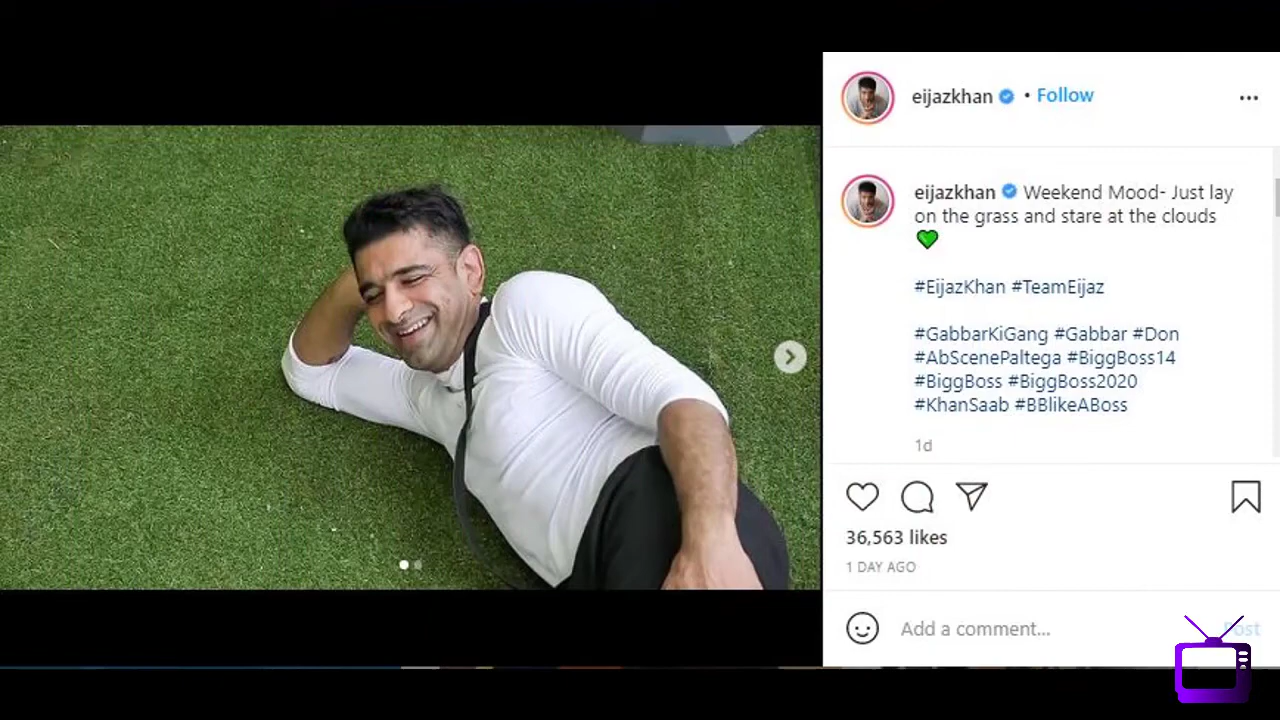 eijazkhan • Follow
eijazkhan Weekend Mood- Just lay
on the grass and stare at the clouds
#EijazKhan #TeamEijaz
#GabbarKiGang #Gabbar #Don
#AbScenePaltega #BiggBoss14
#BiggBoss #BiggBoss2020
#KhanSaab #BBlikeABoss
1d
36,563 likes
1 DAY AGO
Add a comment... Post